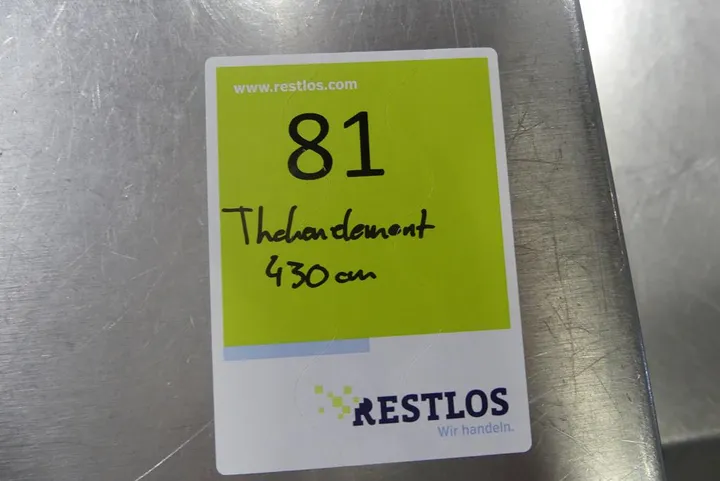 www.restlos.com
81
Thekenelement
430 cm
RESTLOS
Wir handeln.